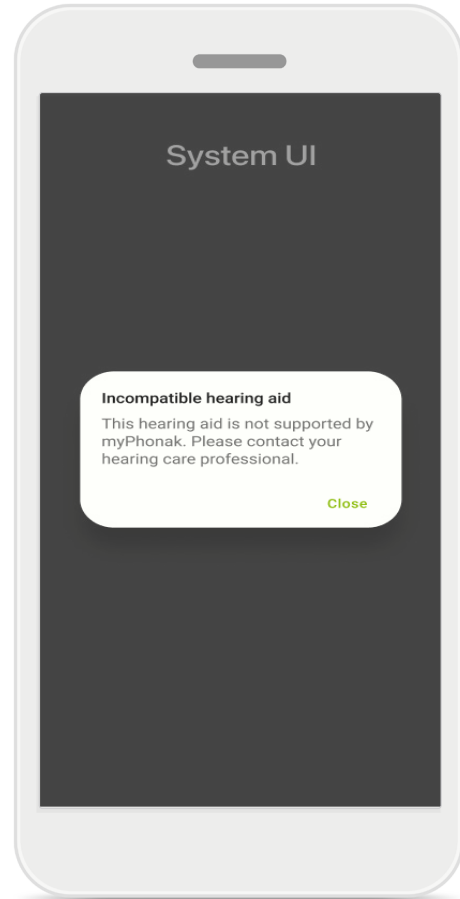 System UI
Incompatible hearing aid
This hearing aid is not supported by
myPhonak. Please contact your
hearing care professional.
Close